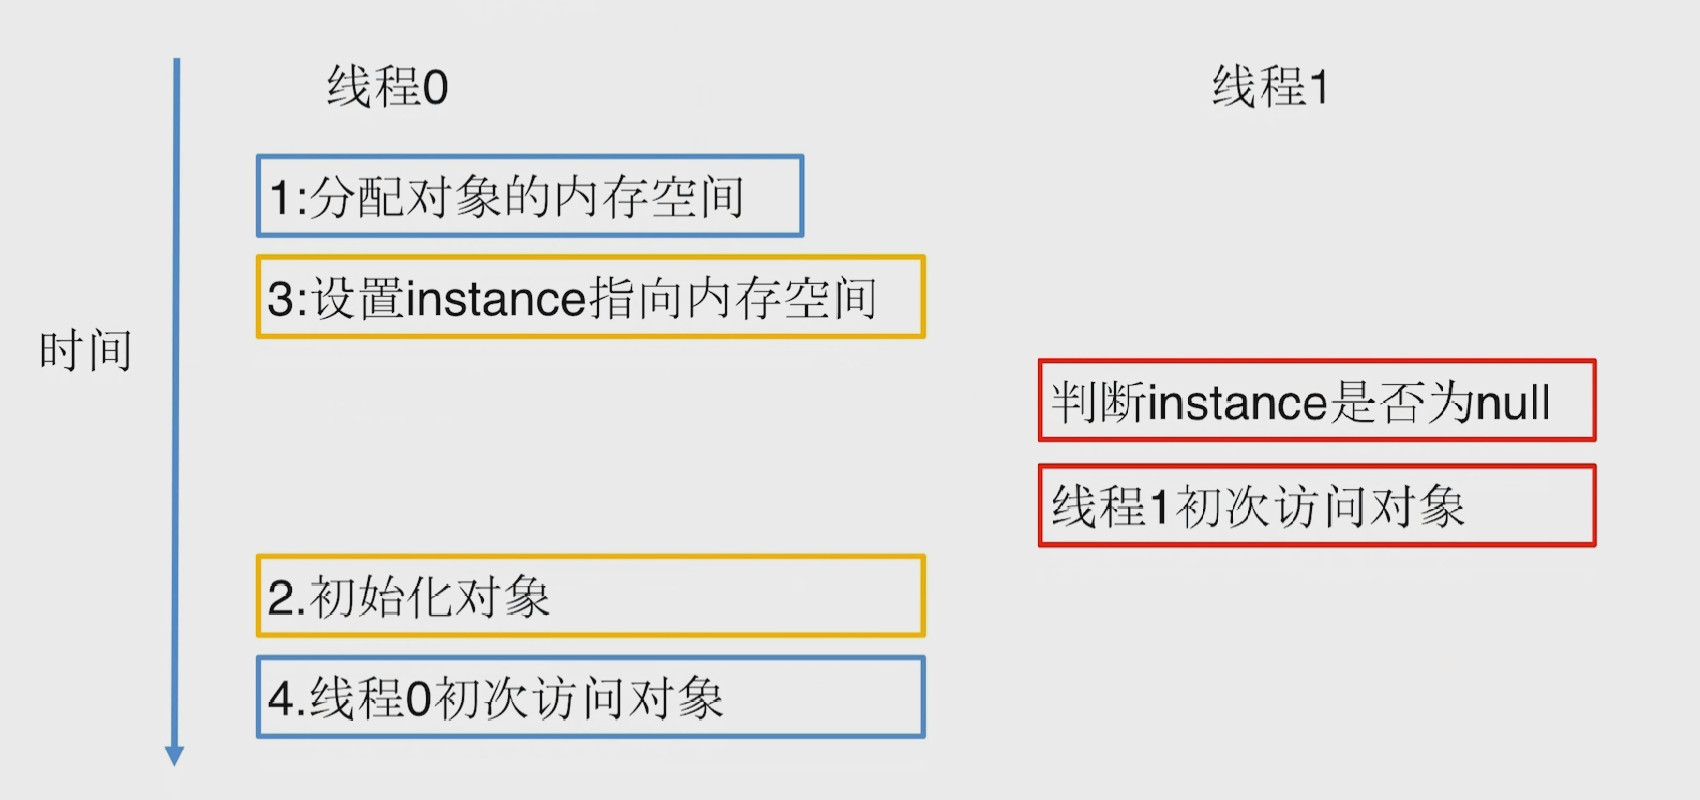 线程0
线程1
1:分配对象的内存空间
3:设置instance指向内存空间
时间
判断instance是否为null
线程1初次访问对象
2.初始化对象
4.线程0初次访问对象